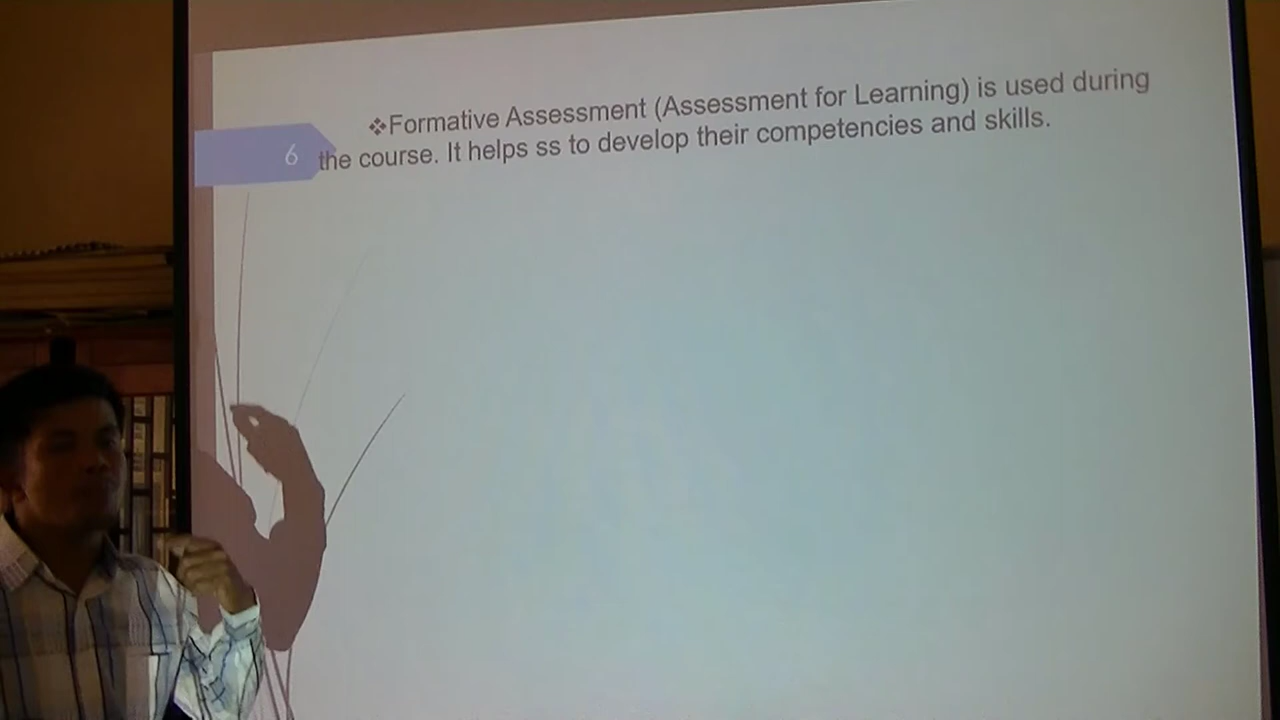 ❖Formative Assessment (Assessment for Learning) is used during
the course. It helps ss to develop their competencies and skills.
6